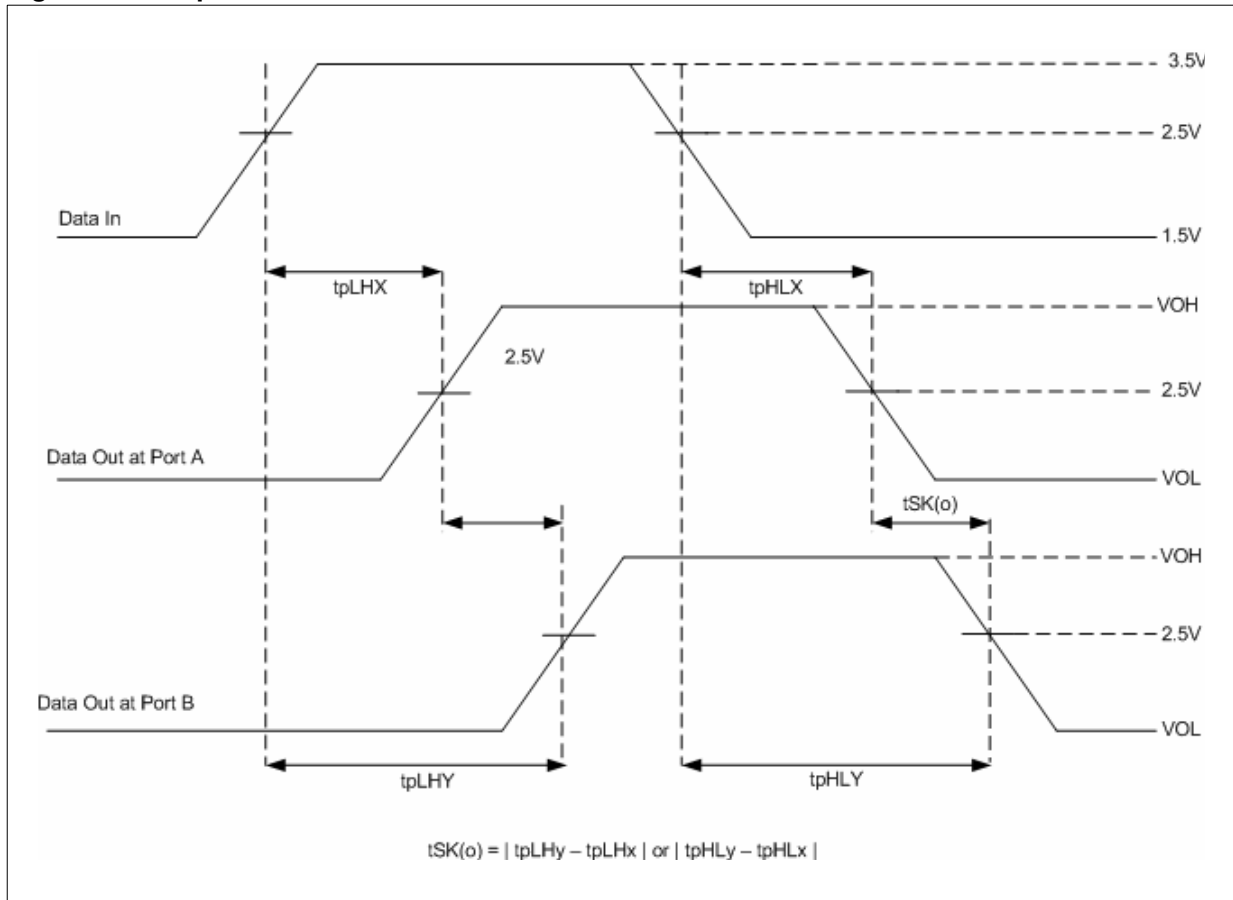 3.5V
2.5V
Data In
1.5V
tpLHX
tpHLX
VOH
2.5V
2.5V
Data Out at Port A
VOL
tSK(o)
VOH
2.5V
Data Out at Port B
VOL
tpLHY
tpHLY
tSK(o) = | tpLHy – tpLHx | or | tpHLy – tpHLx |